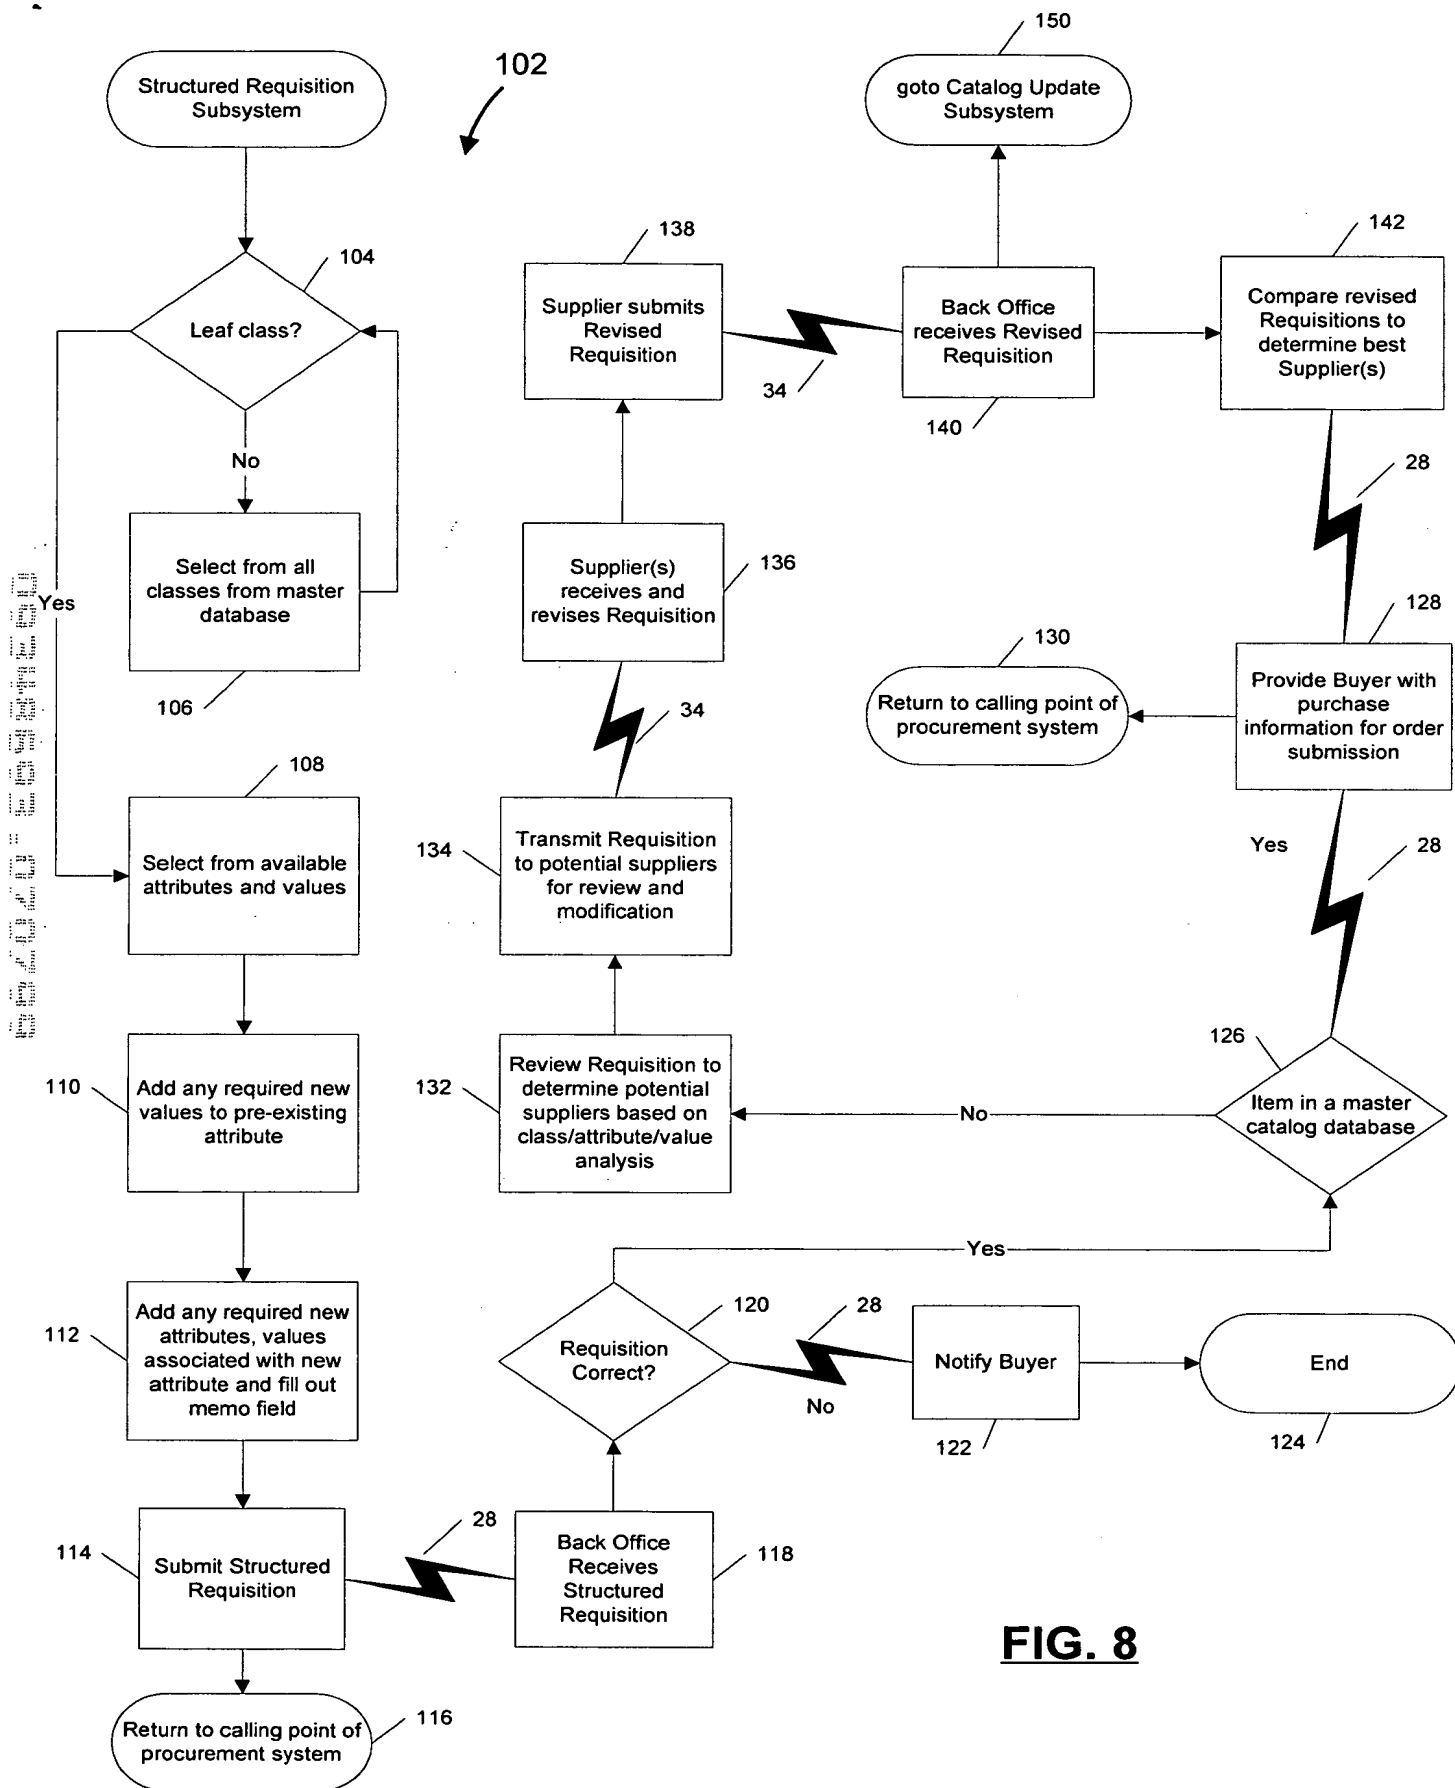 Structured Requisition
Subsystem
102
104
Leaf class?
No
Yes
Select from all
classes from master
database
106
108
Select from available
attributes and values
110
Add any required new
values to pre-existing
attribute
112
Add any required new
attributes, values
associated with new
attribute and fill out
memo field
114
Submit Structured
Requisition
28
116
Return to calling point of
procurement system
118
Back Office
Receives
Structured
Requisition
120
Requisition
Correct?
Yes
No
28
122
Notify Buyer
124
End
126
Item in a master
catalog database
No
Yes
28
128
Provide Buyer with
purchase
information for order
submission
130
Return to calling point of
procurement system
132
Review Requisition to
determine potential
suppliers based on
class/attribute/value
analysis
134
Transmit Requisition
to potential suppliers
for review and
modification
34
136
Supplier(s)
receives and
revises Requisition
138
Supplier submits
Revised
Requisition
34
140
Back Office
receives Revised
Requisition
150
goto Catalog Update
Subsystem
142
Compare revised
Requisitions to
determine best
Supplier(s)
28
FIG. 8